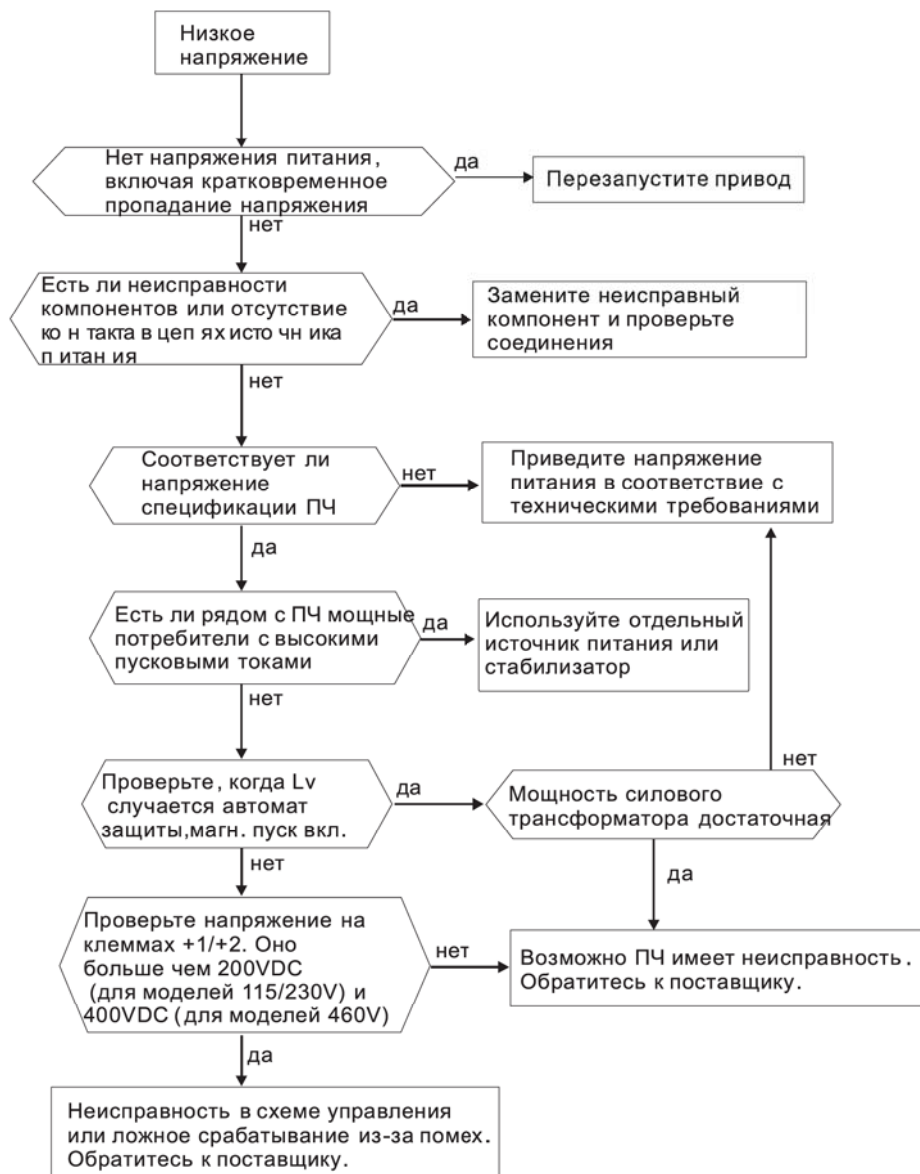 Низкое
напряжение
Нет напряжения питания,
включая кратковременное
пропадание напряжения
да
Перезапустите привод
нет
Есть ли неисправности
компонентов или отсутствие
ко н такта в цеп ях исто чн ика
п итан ия
да
Замените неисправный
компонент и проверьте
соединения
нет
Соответствует ли
напряжение
спецификации ПЧ
нет
Приведите напряжение
питания в соответствие с
техническими требованиями
да
Есть ли рядом с ПЧ мощные
потребители с высокими
пусковыми токами
да
Используйте отдельный
источник питания или
стабилизатор
нет
Проверьте, когда Lv
случается автомат
защиты,магн. пуск вкл.
да
Мощность силового
трансформатора достаточная
нет
да
нет
Проверьте напряжение на
клеммах +1/+2. Оно
больше чем 200VDC
(для моделей 115/230V) и
400VDC (для моделей 460V)
нет
Возможно ПЧ имеет неисправность.
Обратитесь к поставщику.
да
Неисправность в схеме управления
или ложное срабатывание из-за помех.
Обратитесь к поставщику.